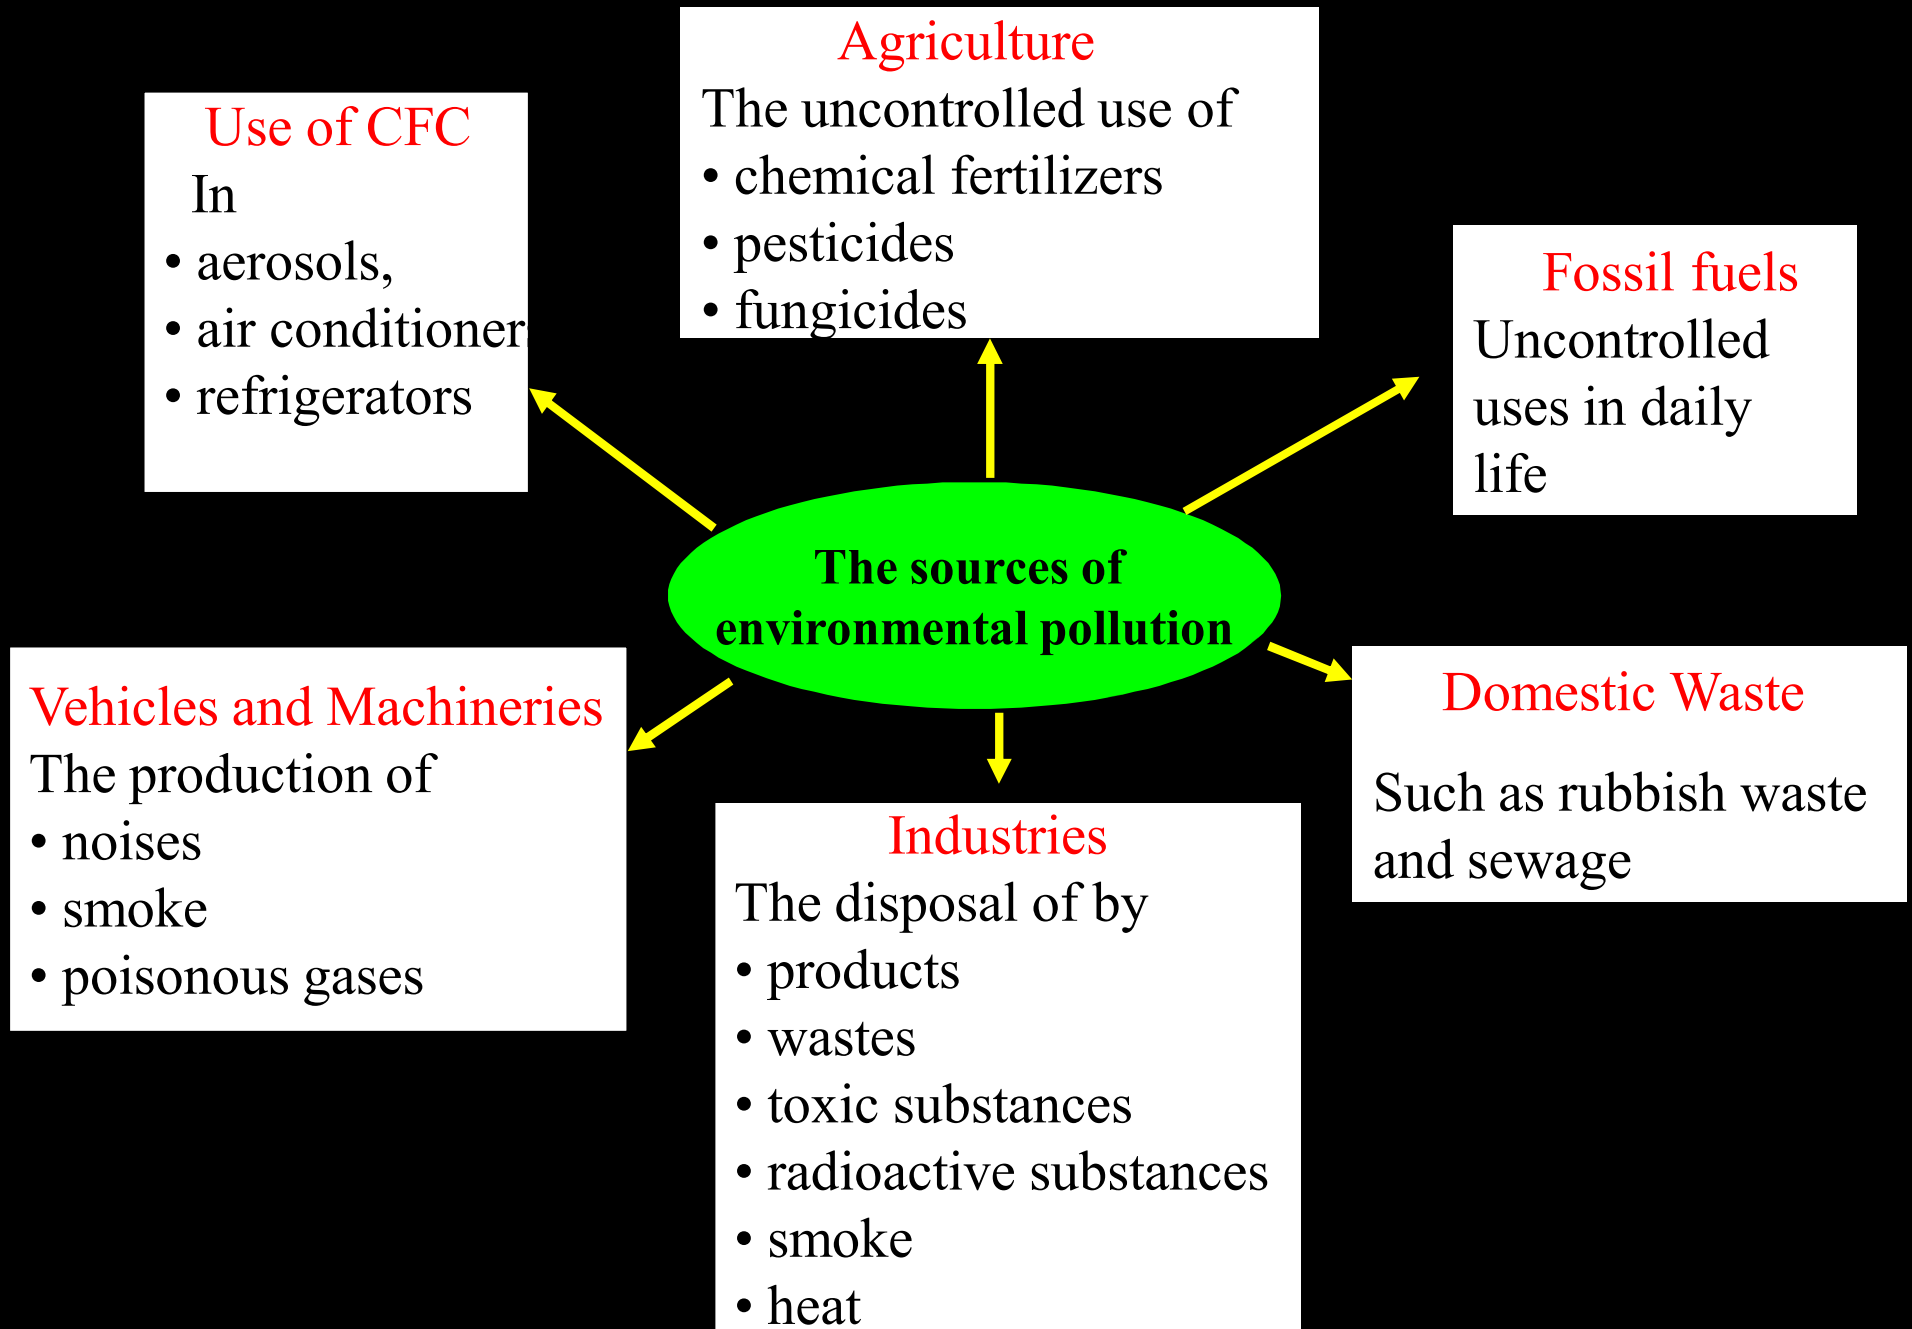 Agriculture
The uncontrolled use of
• chemical fertilizers
• pesticides
• fungicides
Use of CFC
In
• aerosols,
• air conditioners
• refrigerators
Fossil fuels
Uncontrolled
uses in daily
life
The sources of
environmental pollution
Vehicles and Machineries
The production of
• noises
• smoke
• poisonous gases
Domestic Waste
Such as rubbish waste
and sewage
Industries
The disposal of by
• products
• wastes
• toxic substances
• radioactive substances
• smoke
• heat